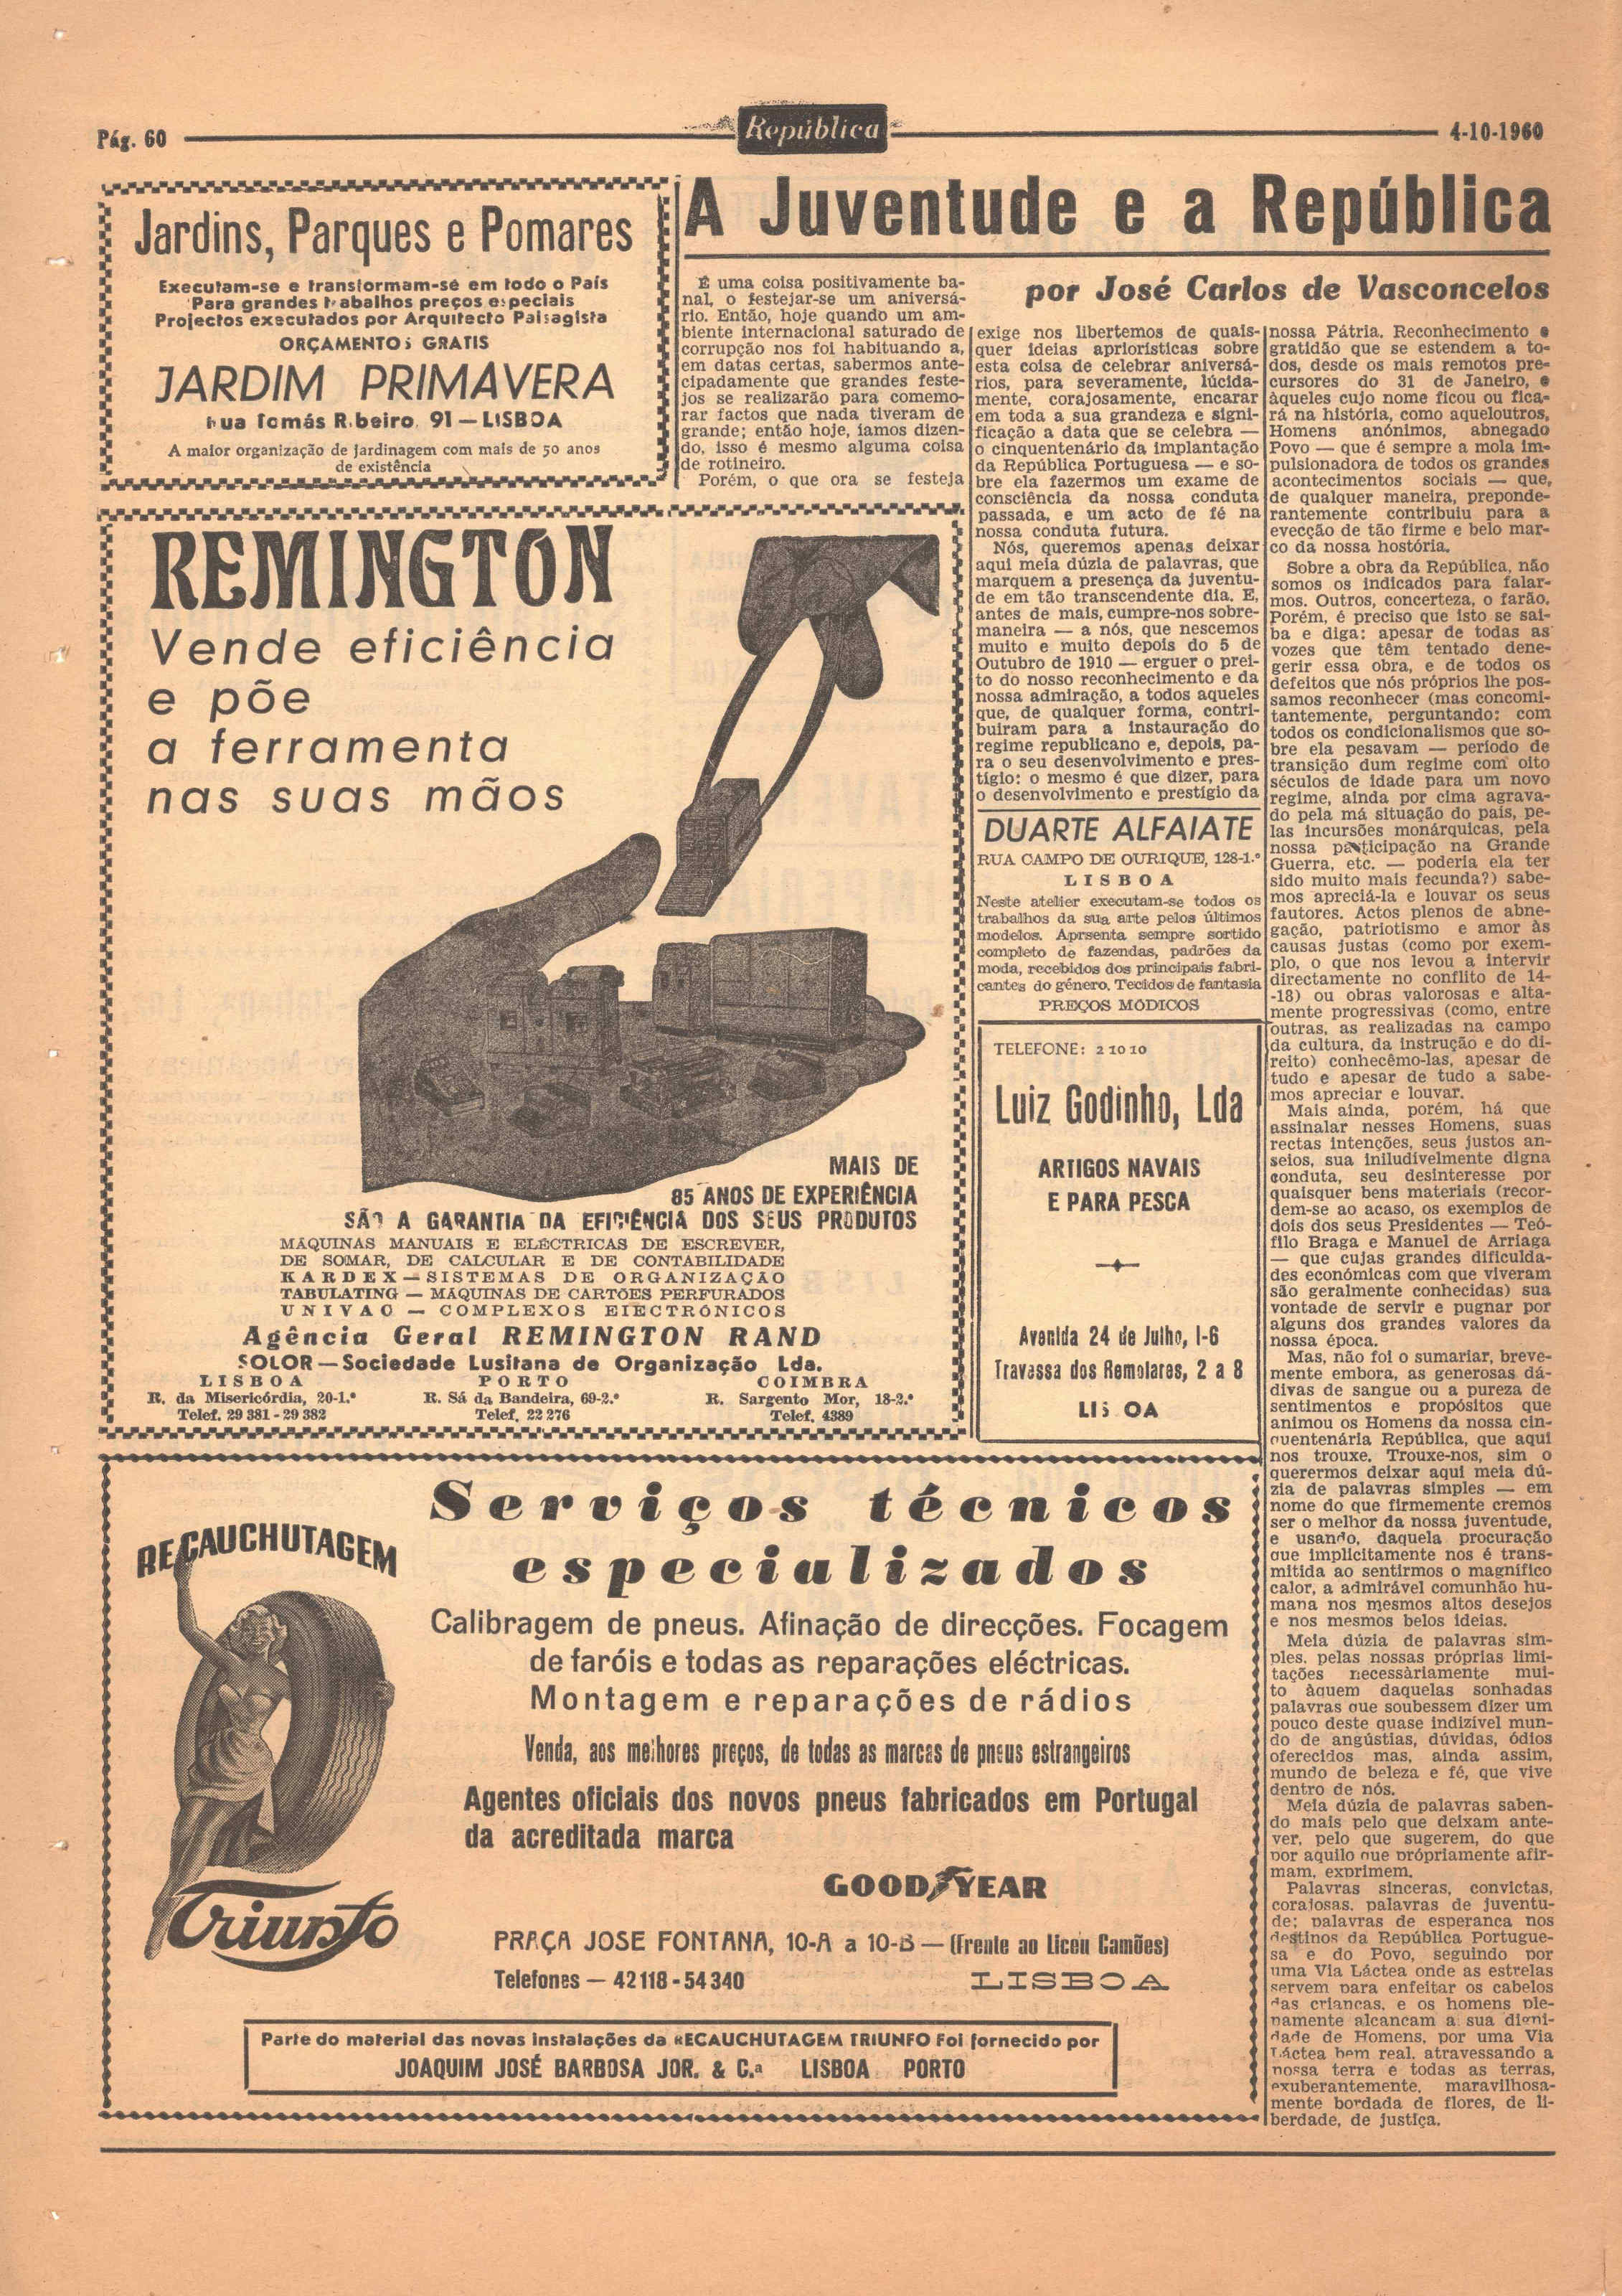 Pág. 60
República
4-10-1960
Jardins, Parques e Pomares
Executam-se e transformam-se em todo o País
Para grandes trabalhos preços especiais
Projectos executados por Arquitecto Paisagista
ORÇAMENTOS GRATIS
JARDIM PRIMAVERA
Rua Tomás Ribeiro, 91 — LISBOA
A maior organização de jardinagem com mais de 50 anos
de existência
A Juventude e a República
por José Carlos de Vasconcelos
É uma coisa positivamente ba-
nal, o festejar-se um aniversá-
rio. Então, hoje quando um am-
biente internacional saturado de
corrupção nos foi habituando a,
em datas certas, sabermos ante-
cipadamente que grandes feste-
jos se realizarão para comemo-
rar factos que nada tiveram de
grande; então hoje, íamos dizen-
do, isso é mesmo alguma coisa
de rotineiro.
Porém, o que ora se festeja
exige nos libertemos de quais-
quer ideias apriorísticas sobre
esta coisa de celebrar aniversá-
rios, para severamente, lúcida-
mente, corajosamente, encarar
em toda a sua grandeza e signi-
ficação a data que se celebra —
o cinquentenário da implantação
da República Portuguesa — e so-
bre ela fazermos um exame de
consciência da nossa conduta
passada, e um acto de fé na
nossa conduta futura.
Nós, queremos apenas deixar
aqui meia dúzia de palavras, que
marquem a presença da juventu-
de em tão transcendente dia. E,
antes de mais, cumpre-nos sobre-
maneira — a nós, que nescemos
muito e muito depois do 5 de
Outubro de 1910 — erguer o prei-
to do nosso reconhecimento e da
nossa admiração, a todos aqueles
que, de qualquer forma, contri-
buiram para a instauração do
regime republicano e, depois, pa-
ra o seu desenvolvimento e pres-
tígio: o mesmo é que dizer, para
o desenvolvimento e prestígio da
nossa Pátria. Reconhecimento e
gratidão que se estendem a to-
dos, desde os mais remotos pre-
cursores do 31 de Janeiro, e
àqueles cujo nome ficou ou fica-
rá na história, como aqueloutros,
Homens anónimos, abnegado
Povo — que é sempre a mola im-
pulsionadora de todos os grandes
acontecimentos sociais — que,
de qualquer maneira, preponde-
rantemente contribuiu para a
evecção de tão firme e belo mar-
co da nossa hostória.
Sobre a obra da República, não
somos os indicados para falar-
mos. Outros, concerteza, o farão.
Porém, é preciso que isto se sai-
ba e diga: apesar de todas as
vozes que têm tentado dene-
gerir essa obra, e de todos os
defeitos que nós próprios lhe pos-
samos reconhecer (mas concomi-
tantemente, perguntando: com
todos os condicionalismos que so-
bre ela pesavam — período de
transição dum regime com oito
séculos de idade para um novo
regime, ainda por cima agrava-
do pela má situação do país, pe-
las incursões monárquicas, pela
nossa participação na Grande
Guerra, etc. — poderia ela ter
sido muito mais fecunda?) sabe-
mos apreciá-la e louvar os seus
fautores. Actos plenos de abne-
gação, patriotismo e amor às
causas justas (como por exem-
plo, o que nos levou a intervir
directamente no conflito de 14-
-18) ou obras valorosas e alta-
mente progressivas (como, entre
outras, as realizadas na campo
da cultura, da instrução e do di-
reito) conhecêmo-las, apesar de
tudo e apesar de tudo a sabe-
mos apreciar e louvar.
Mais ainda, porém, há que
assinalar nesses Homens, suas
rectas intenções, seus justos an-
seios, sua iniludivelmente digna
conduta, seu desinteresse por
quaisquer bens materiais (recor-
dem-se ao acaso, os exemplos de
dois dos seus Presidentes — Teó-
filo Braga e Manuel de Arriaga
— que cujas grandes dificulda-
des económicas com que viveram
são geralmente conhecidas) sua
vontade de servir e pugnar por
alguns dos grandes valores da
nossa época.
Mas, não foi o sumariar, breve-
mente embora, as generosas dá-
divas de sangue ou a pureza de
sentimentos e propósitos que
animou os Homens da nossa cin-
quentenária República, que aqui
nos trouxe. Trouxe-nos, sim o
querermos deixar aqui meia dú-
zia de palavras simples — em
nome do que firmemente cremos
ser o melhor da nossa juventude,
e usando, daquela procuração
que implicitamente nos é trans-
mitida ao sentirmos o magnífico
calor, a admirável comunhão hu-
mana nos mesmos altos desejos
e nos mesmos belos ideias.
Meia dúzia de palavras sim-
ples, pelas nossas próprias limi-
tações necessàriamente mui-
to àquem daquelas sonhadas
palavras que soubessem dizer um
pouco deste quase indizível mun-
do de angústias, dúvidas, ódios
oferecidos mas, ainda assim,
mundo de beleza e fé, que vive
dentro de nós.
Meia dúzia de palavras saben-
do mais pelo que deixam ante-
ver, pelo que sugerem, do que
por aquilo que pròpriamente afir-
mam, exprimem.
Palavras sinceras, convictas,
corajosas, palavras de juventu-
de; palavras de esperanca nos
destinos da República Portugue-
sa e do Povo, seguindo por
uma Via Láctea onde as estrelas
servem para enfeitar os cabelos
das crianças, e os homens ple-
namente alcancam a sua digni-
dade de Homens, por uma Via
Láctea bem real, atravessando a
nossa terra e todas as terras,
exuberantemente, maravilhosa-
mente bordada de flores, de li-
berdade, de justiça.
REMINGTON
Vende eficiência
e põe
a ferramenta
nas suas mãos
MAIS DE
85 ANOS DE EXPERIÊNCIA
SÃO A GARANTIA DA EFICIÊNCIA DOS SEUS PRODUTOS
MÁQUINAS MANUAIS E ELÉCTRICAS DE ESCREVER,
DE SOMAR, DE CALCULAR E DE CONTABILIDADE
KARDEX — SISTEMAS DE ORGANIZAÇÃO
TABULATING — MÁQUINAS DE CARTÕES PERFURADOS
UNIVAC — COMPLEXOS ELECTRÓNICOS
Agência Geral REMINGTON RAND
SOLOR — Sociedade Lusitana de Organização Lda.
LISBOA PORTO COIMBRA
R. da Misericórdia, 20-1.º R. Sá da Bandeira, 69-2.º R. Sargento Mor, 18-2.º
Telef. 29 381 - 29 382 Telef. 22 276 Telef. 4389
DUARTE ALFAIATE
RUA CAMPO DE OURIQUE, 128-1.º
LISBOA
Neste atelier executam-se todos os
trabalhos da sua arte pelos últimos
modelos. Aprsenta sempre sortido
completo de fazendas, padrões da
moda, recebidos dos principais fabri-
cantes do género. Tecidos de fantasia
PREÇOS MÓDICOS
TELEFONE: 2 10 10
Luiz Godinho, Lda
ARTIGOS NAVAIS
E PARA PESCA
Avenida 24 de Julho, 1-6
Travessa dos Remolares, 2 a 8
LISBOA
RECAUCHUTAGEM
Triunfo
Serviços técnicos
especializados
Calibragem de pneus. Afinação de direcções. Focagem
de faróis e todas as reparações eléctricas.
Montagem e reparações de rádios
Venda, aos melhores preços, de todas as marcas de pneus estrangeiros
Agentes oficiais dos novos pneus fabricados em Portugal
da acreditada marca
GOODYEAR
PRAÇA JOSE FONTANA, 10-A a 10-B — (Frente ao Liceu Camões)
Telefones — 42118 - 54 340 LISBOA
Parte do material das novas instalações da RECAUCHUTAGEM TRIUNFO Foi fornecido por
JOAQUIM JOSÉ BARBOSA JOR. & C.ª LISBOA PORTO